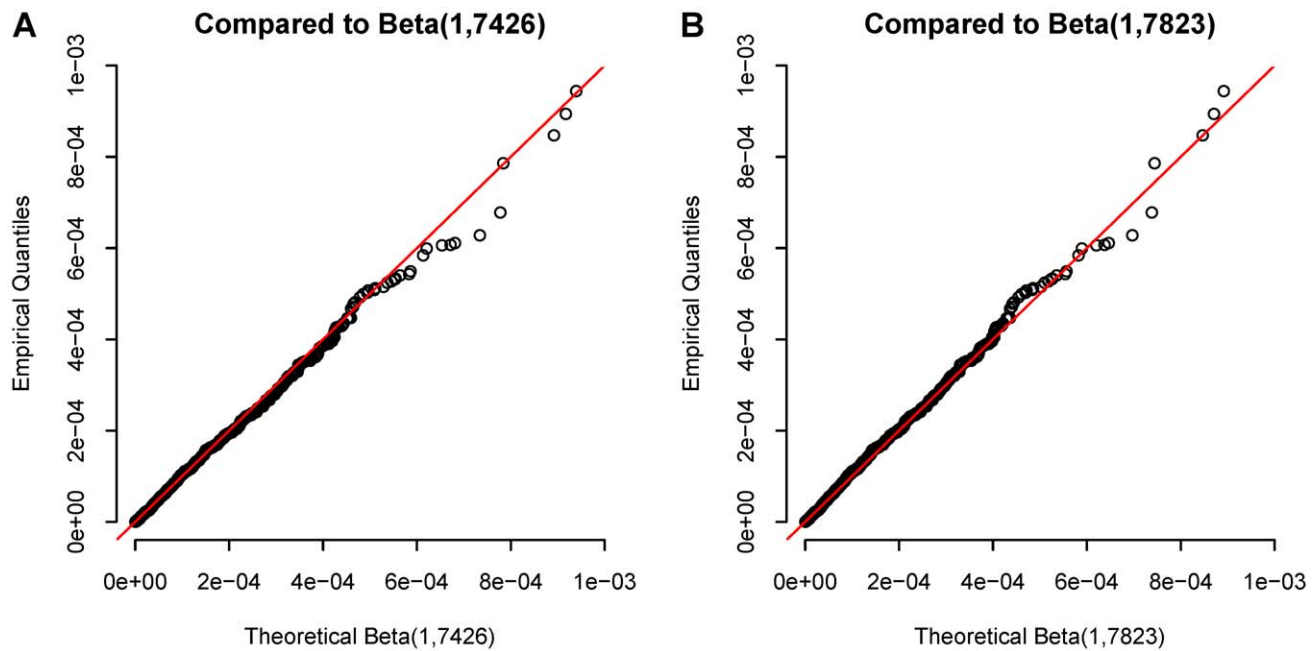 A
Compared to Beta(1,7426)
Empirical Quantiles
0e+00
2e−04
4e−04
6e−04
8e−04
1e−03
0e+00 2e−04 4e−04 6e−04 8e−04 1e−03
Theoretical Beta(1,7426)
B
Compared to Beta(1,7823)
Empirical Quantiles
0e+00
2e−04
4e−04
6e−04
8e−04
1e−03
0e+00 2e−04 4e−04 6e−04 8e−04 1e−03
Theoretical Beta(1,7823)